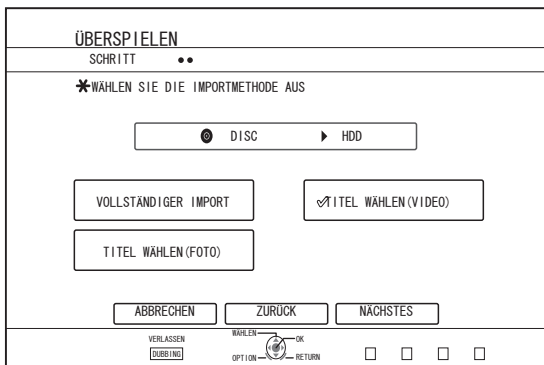 ÜBERSPIELEN
SCHRITT
WÄHLEN SIE DIE IMPORTMETHODE AUS
DISC HDD
VOLLSTÄNDIGER IMPORT
TITEL WÄHLEN(VIDEO)
TITEL WÄHLEN(FOTO)
ABBRECHEN
ZURÜCK
NÄCHSTES
VERLASSEN
DUBBING
WÄHLEN
OK
OPTION
RETURN